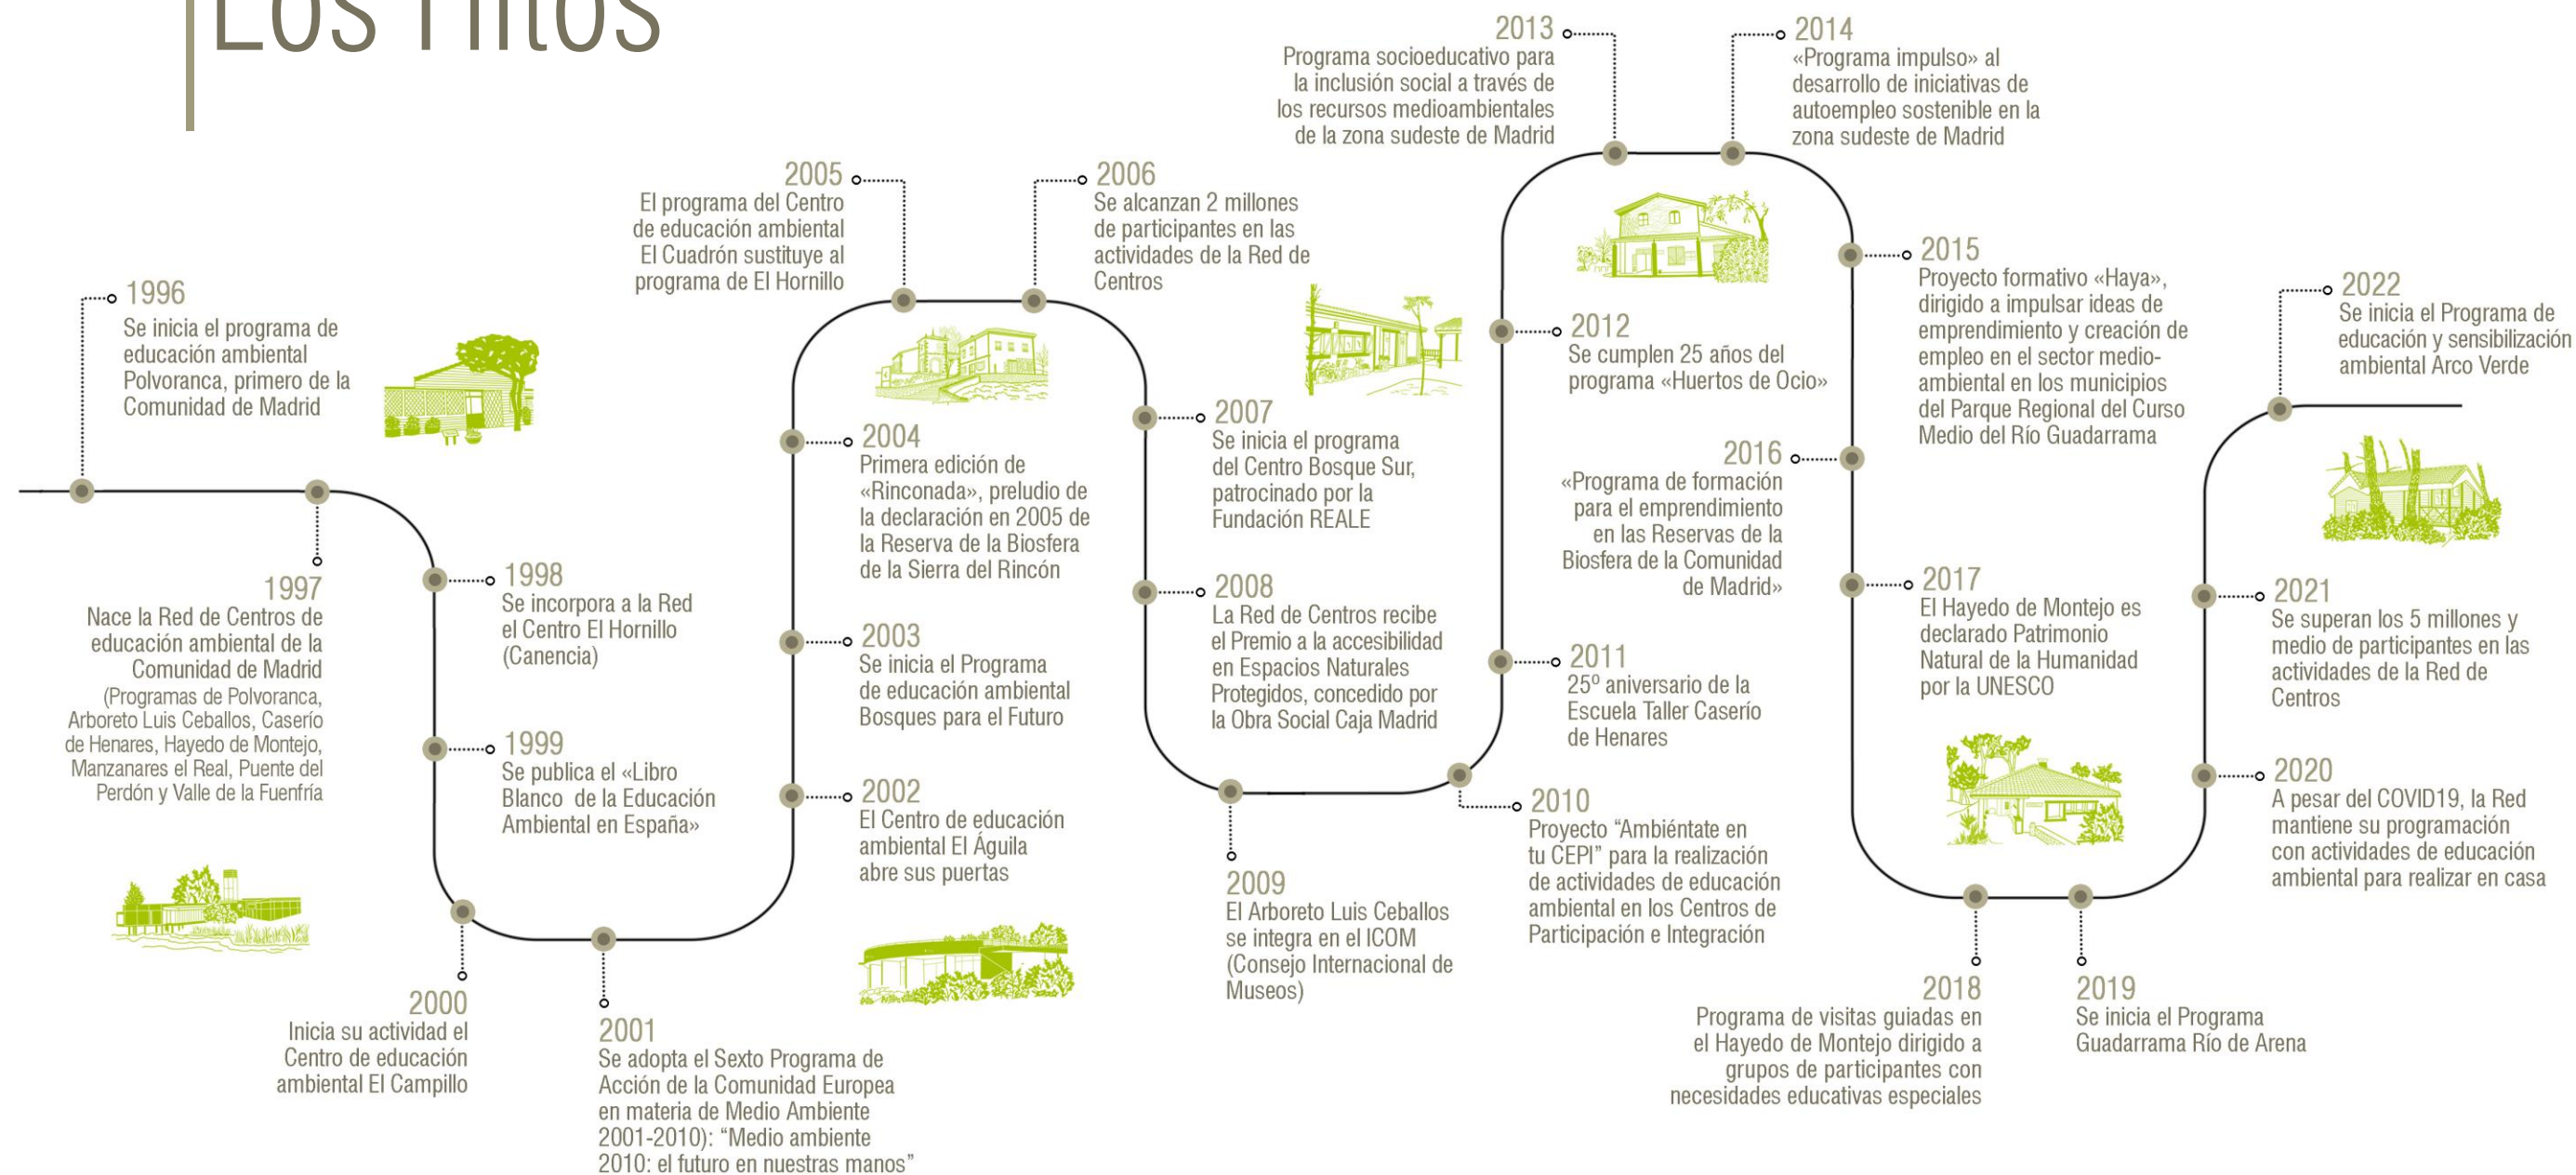 Los Hitos
1996
Se inicia el programa de
educación ambiental
Polvoranca, primero de la
Comunidad de Madrid
1997
Nace la Red de Centros de
educación ambiental de la
Comunidad de Madrid
(Programas de Polvoranca,
Arboreto Luis Ceballos, Caserío
de Henares, Hayedo de Montejo,
Manzanares el Real, Puente del
Perdón y Valle de la Fuenfría
1998
Se incorpora a la Red
el Centro El Hornillo
(Canencia)
1999
Se publica el «Libro
Blanco de la Educación
Ambiental en España»
2000
Inicia su actividad el
Centro de educación
ambiental El Campillo
2001
Se adopta el Sexto Programa de
Acción de la Comunidad Europea
en materia de Medio Ambiente
2001-2010): “Medio ambiente
2010: el futuro en nuestras manos”
2002
El Centro de educación
ambiental El Águila
abre sus puertas
2003
Se inicia el Programa
de educación ambiental
Bosques para el Futuro
2004
Primera edición de
«Rinconada», preludio de
la declaración en 2005 de
la Reserva de la Biosfera
de la Sierra del Rincón
2005
El programa del Centro
de educación ambiental
El Cuadrón sustituye al
programa de El Hornillo
2006
Se alcanzan 2 millones
de participantes en las
actividades de la Red de
Centros
2007
Se inicia el programa
del Centro Bosque Sur,
patrocinado por la
Fundación REALE
2008
La Red de Centros recibe
el Premio a la accesibilidad
en Espacios Naturales
Protegidos, concedido por
la Obra Social Caja Madrid
2009
El Arboreto Luis Ceballos
se integra en el ICOM
(Consejo Internacional de
Museos)
2010
Proyecto “Ambiéntate en
tu CEPI” para la realización
de actividades de educación
ambiental en los Centros de
Participación e Integración
2011
25º aniversario de la
Escuela Taller Caserío
de Henares
2012
Se cumplen 25 años del
programa «Huertos de Ocio»
2013
Programa socioeducativo para
la inclusión social a través de
los recursos medioambientales
de la zona sudeste de Madrid
2014
«Programa impulso» al
desarrollo de iniciativas de
autoempleo sostenible en la
zona sudeste de Madrid
2015
Proyecto formativo «Haya»,
dirigido a impulsar ideas de
emprendimiento y creación de
empleo en el sector medio-
ambiental en los municipios
del Parque Regional del Curso
Medio del Río Guadarrama
2016
«Programa de formación
para el emprendimiento
en las Reservas de la
Biosfera de la Comunidad
de Madrid»
2017
El Hayedo de Montejo es
declarado Patrimonio
Natural de la Humanidad
por la UNESCO
2018
Programa de visitas guiadas en
el Hayedo de Montejo dirigido a
grupos de participantes con
necesidades educativas especiales
2019
Se inicia el Programa
Guadarrama Río de Arena
2020
A pesar del COVID19, la Red
mantiene su programación
con actividades de educación
ambiental para realizar en casa
2021
Se superan los 5 millones y
medio de participantes en las
actividades de la Red de
Centros
2022
Se inicia el Programa de
educación y sensibilización
ambiental Arco Verde